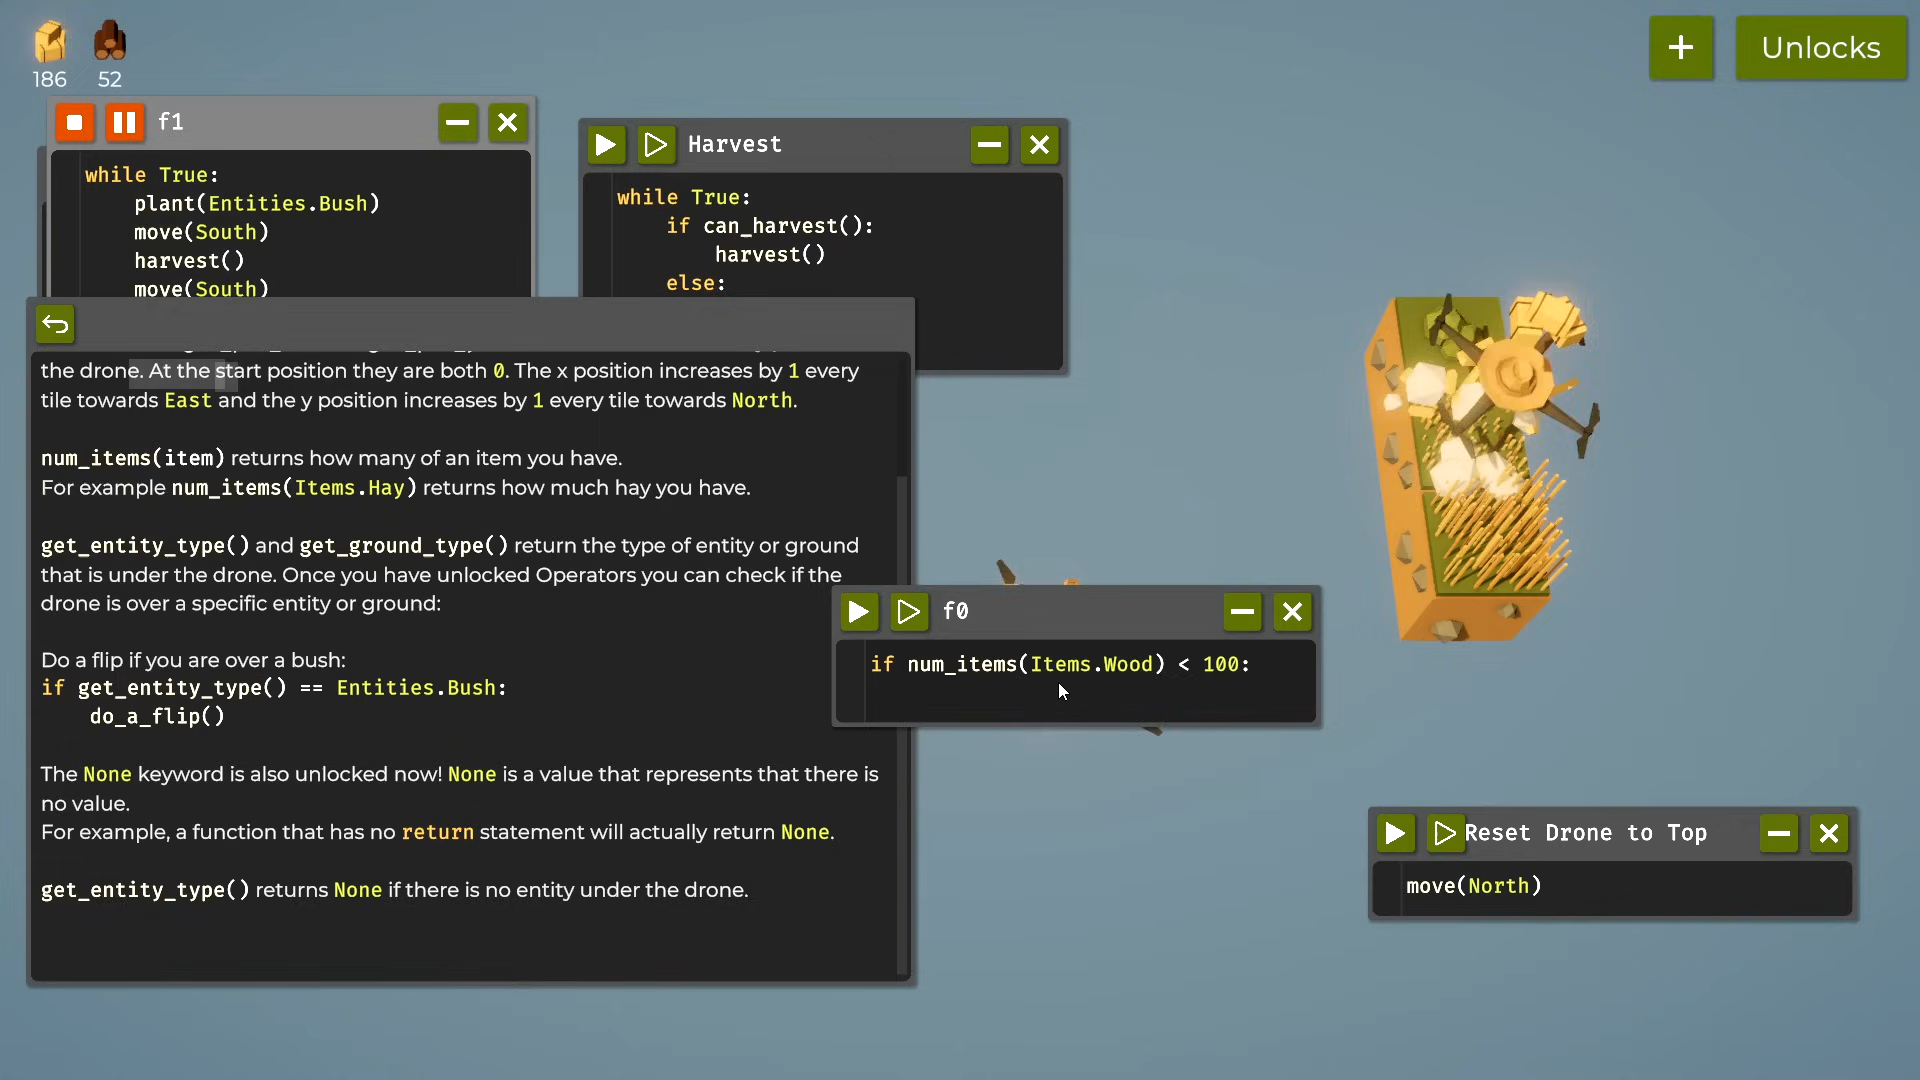 186 52
+ Unlocks
f1
while True:
plant(Entities.Bush)
move(South)
harvest()
move(South)
Harvest
while True:
if can_harvest():
harvest()
else:
the drone. At the start position they are both 0. The x position increases by 1 every
tile towards East and the y position increases by 1 every tile towards North.
num_items(item) returns how many of an item you have.
For example num_items(Items.Hay) returns how much hay you have.
get_entity_type() and get_ground_type() return the type of entity or ground
that is under the drone. Once you have unlocked Operators you can check if the
drone is over a specific entity or ground:
Do a flip if you are over a bush:
if get_entity_type() == Entities.Bush:
do_a_flip()
The None keyword is also unlocked now! None is a value that represents that there is
no value.
For example, a function that has no return statement will actually return None.
get_entity_type() returns None if there is no entity under the drone.
f0
if num_items(Items.Wood) < 100:
Reset Drone to Top
move(North)